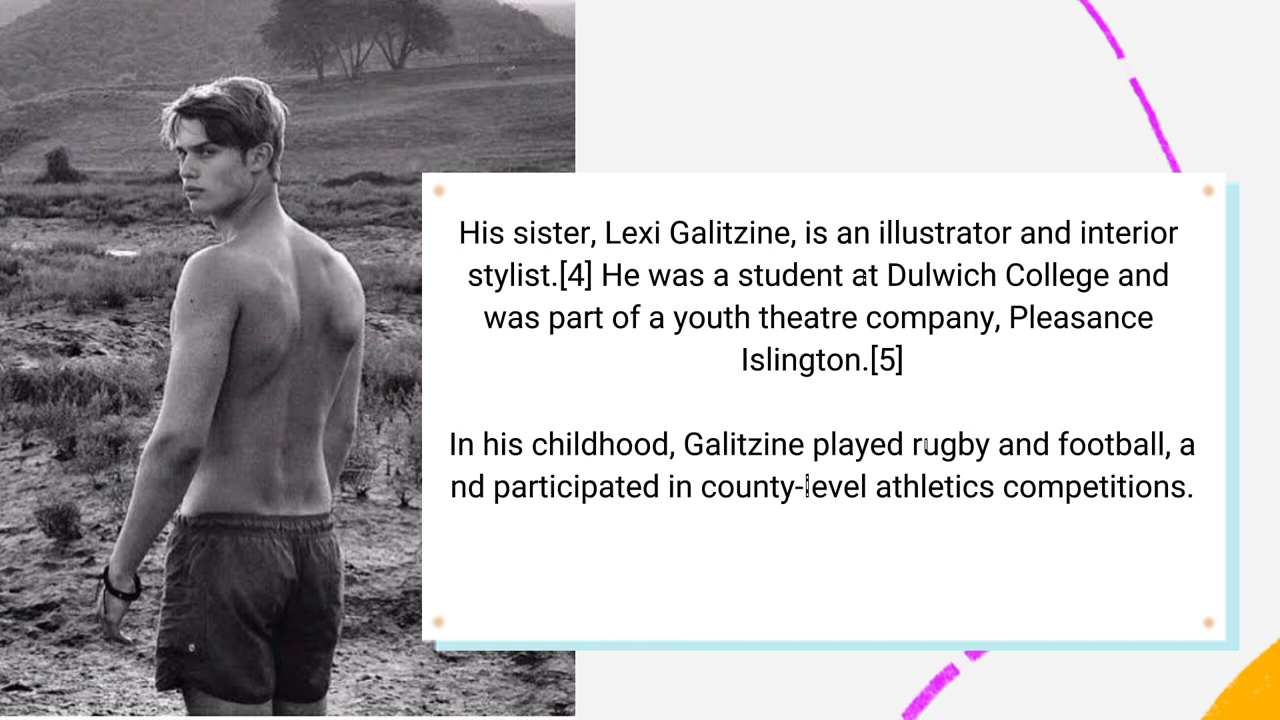 His sister, Lexi Galitzine, is an illustrator and interior
stylist.[4] He was a student at Dulwich College and
was part of a youth theatre company, Pleasance
Islington.[5]
In his childhood, Galitzine played rugby and football, a
nd participated in county-level athletics competitions.